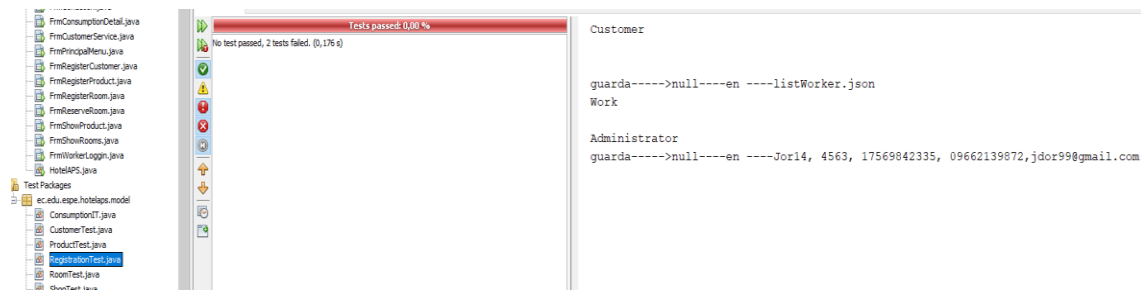 FrmConsumptionDetail.java
FrmCustomerService.java
FrmPrincipalMenu.java
FrmRegisterCustomer.java
FrmRegisterProduct.java
FrmRegisterRoom.java
FrmReserveRoom.java
FrmShowProduct.java
FrmShowRooms.java
FrmWorkerLoggin.java
HotelAPS.java
Test Packages
ec.edu.espe.hotelaps.model
ConsumptionIT.java
CustomerTest.java
ProductTest.java
RegistrationTest.java
RoomTest.java
Tests passed: 0,00 %
No test passed, 2 tests failed. (0,176 s)
Customer
guarda----->null----en ----listWorker.json
Work
Administrator
guarda----->null----en ----Jor14, 4563, 17569842335, 09662139872,jdor99@gmail.com